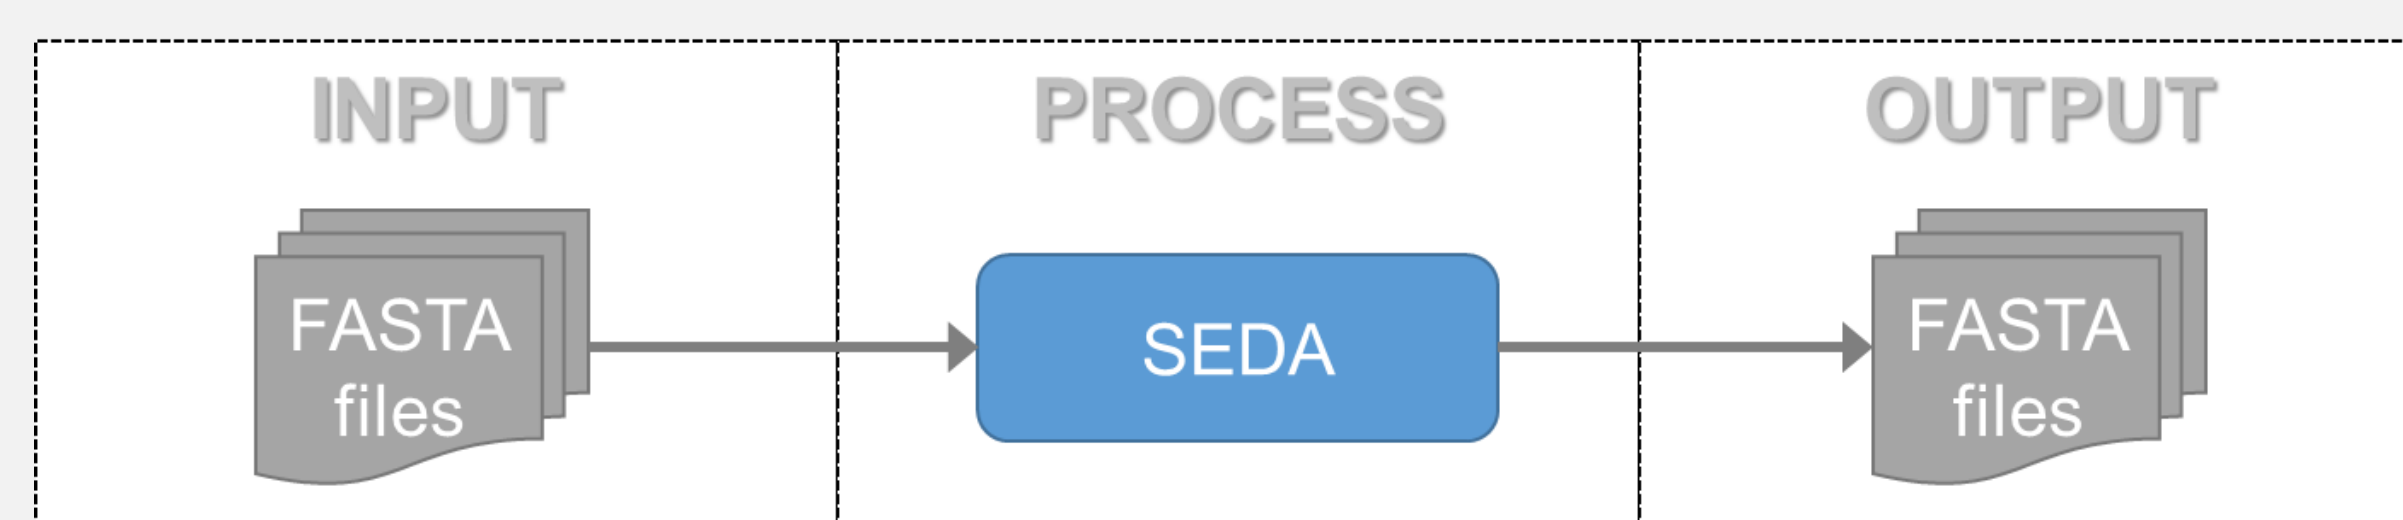 INPUT
PROCESS
OUTPUT
FASTA
files
SEDA
FASTA
files